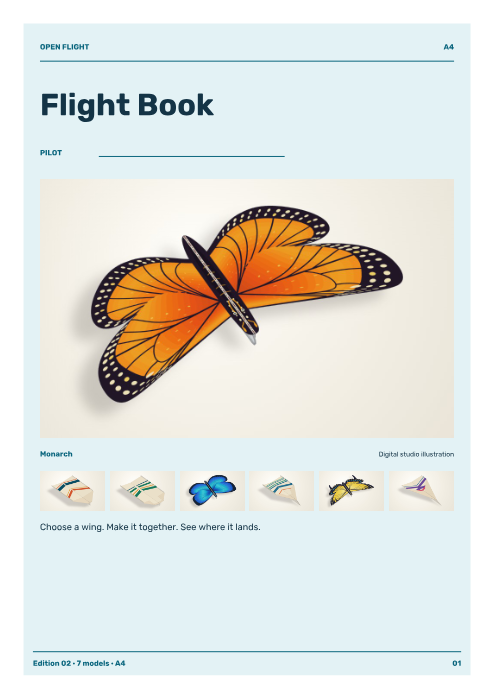 OPEN FLIGHT A4
Flight Book
PILOT
Monarch Digital studio illustration
Choose a wing. Make it together. See where it lands.
Edition 02 · 7 models · A4 01